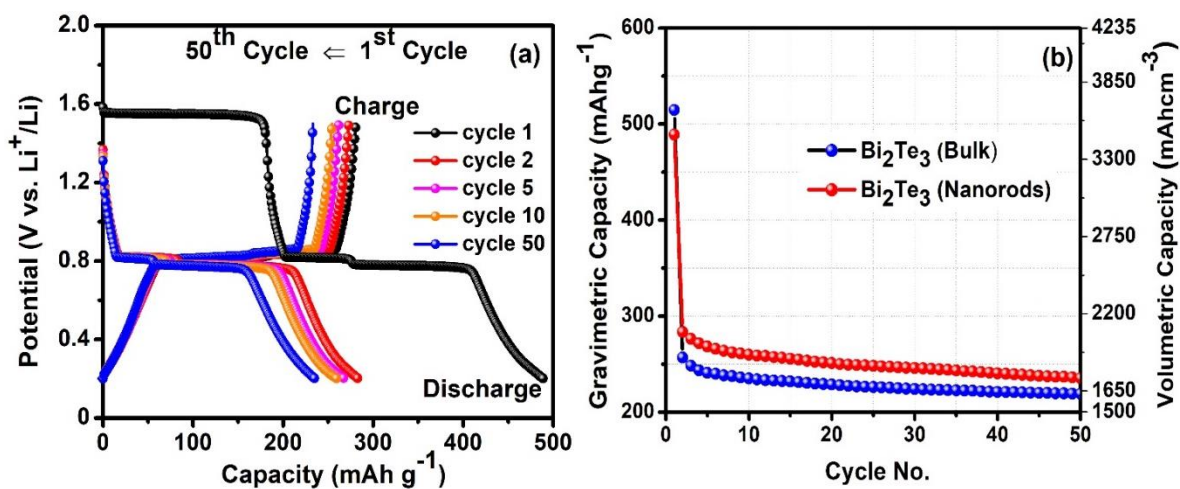 (a)
50th Cycle ⇐ 1st Cycle
Charge
cycle 1
cycle 2
cycle 5
cycle 10
cycle 50
Discharge
Potential (V vs. Li+/Li)
2.0
1.6
1.2
0.8
0.4
0
0 100 200 300 400 500
Capacity (mAh g-1)
(b)
Bi2Te3 (Bulk)
Bi2Te3 (Nanorods)
Gravimetric Capacity (mAhg-1)
600
500
400
300
250
200
Volumetric Capacity (mAhcm-3)
4235
3850
3300
2750
2200
1650
1500
0 10 20 30 40 50
Cycle No.